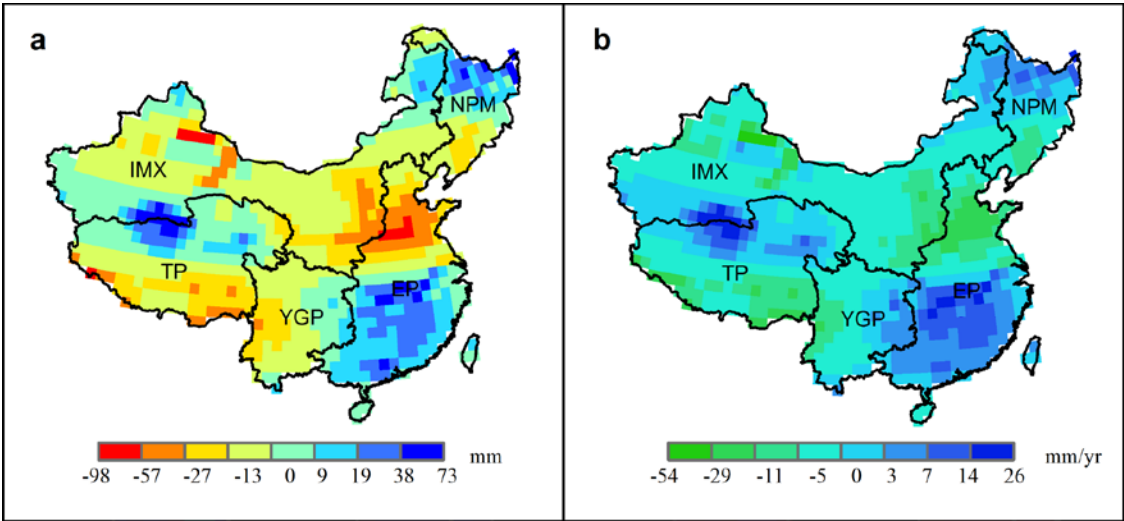 a
NPM
IMX
TP
EP
YGP
-98 -57 -27 -13 0 9 19 38 73 mm
b
NPM
IMX
TP
EP
YGP
-54 -29 -11 -5 0 3 7 14 26 mm/yr